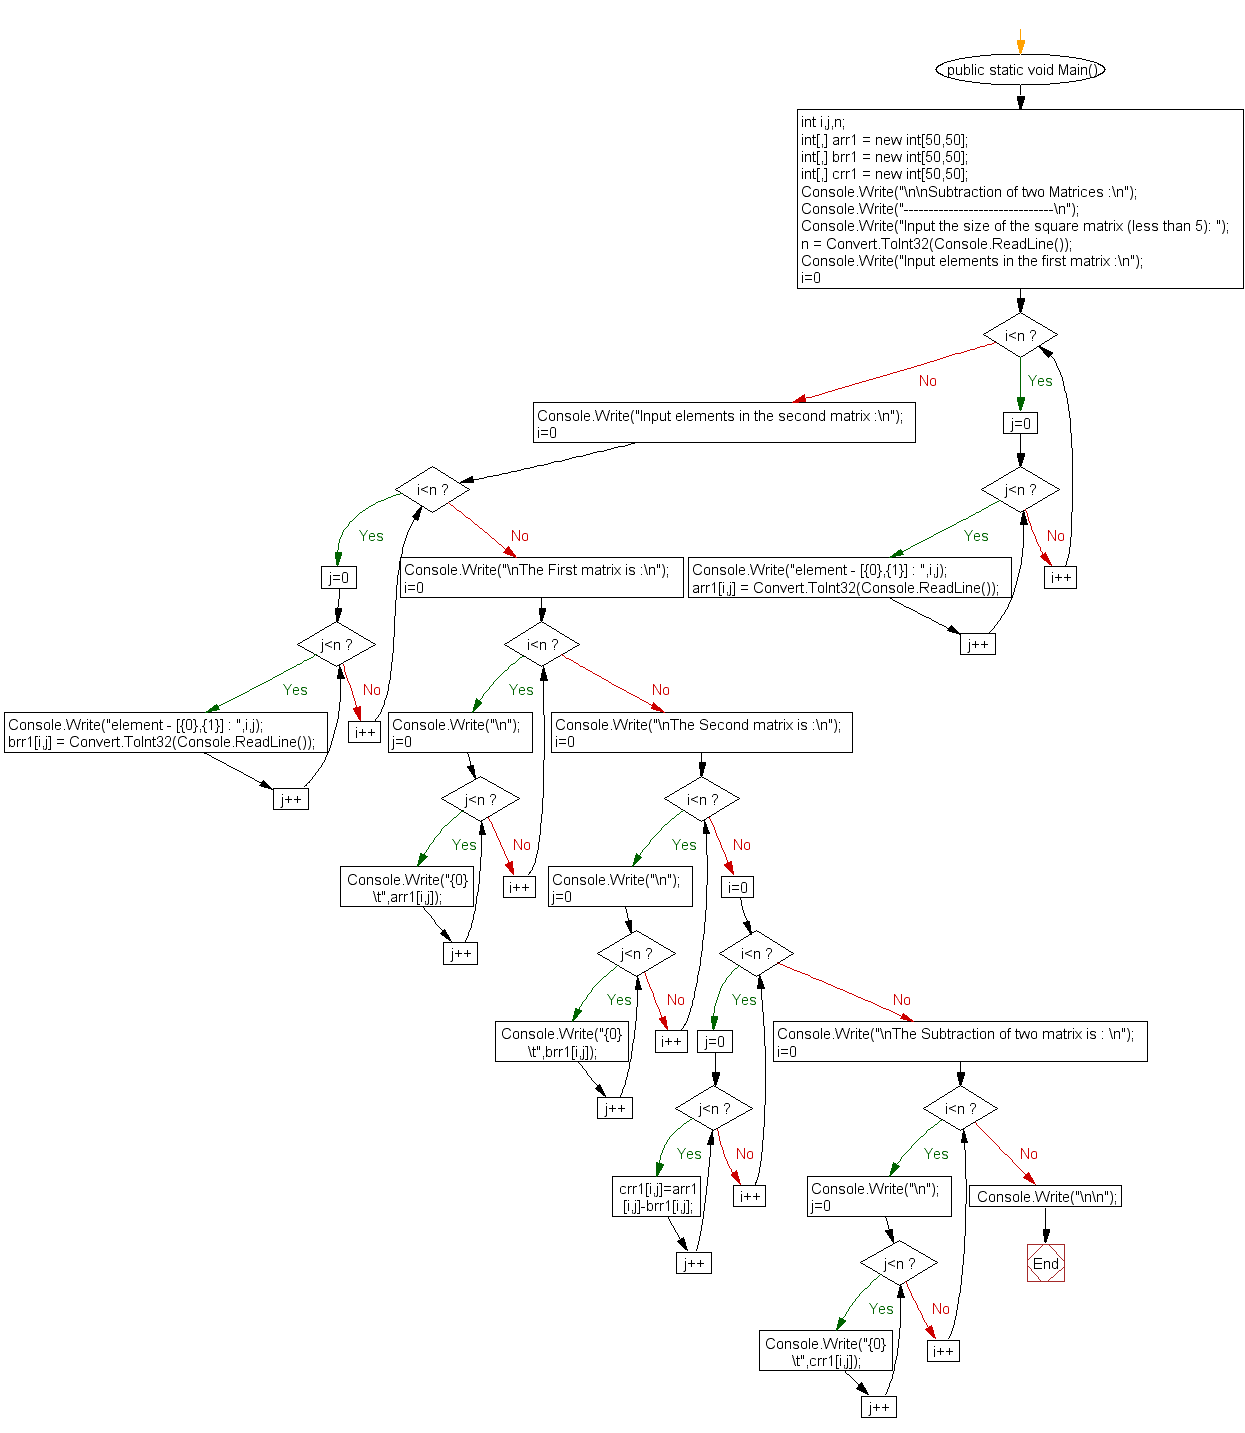 public static void Main()
int i,j,n;
int[,] arr1 = new int[50,50];
int[,] brr1 = new int[50,50];
int[,] crr1 = new int[50,50];
Console.Write("\n\nSubtraction of two Matrices :\n");
Console.Write("------------------------------\n");
Console.Write("Input the size of the square matrix (less than 5): ");
n = Convert.ToInt32(Console.ReadLine());
Console.Write("Input elements in the first matrix :\n");
i=0
i<n ?
No
Yes
Console.Write("Input elements in the second matrix :\n");
i=0
j=0
i<n ?
j<n ?
Yes
No
Yes
No
j=0
Console.Write("\nThe First matrix is :\n");
i=0
Console.Write("element - [{0},{1}] : ",i,j);
arr1[i,j] = Convert.ToInt32(Console.ReadLine());
i++
j<n ?
i<n ?
j++
Yes
No
Yes
No
Console.Write("element - [{0},{1}] : ",i,j);
brr1[i,j] = Convert.ToInt32(Console.ReadLine());
i++
Console.Write("\n");
j=0
Console.Write("\nThe Second matrix is :\n");
i=0
j++
j<n ?
i<n ?
Yes
No
Yes
No
Console.Write("{0}
\t",arr1[i,j]);
i++
Console.Write("\n");
j=0
i=0
j++
j<n ?
i<n ?
Yes
No
Yes
No
Console.Write("{0}
\t",brr1[i,j]);
i++
j=0
Console.Write("\nThe Subtraction of two matrix is : \n");
i=0
j++
j<n ?
i<n ?
Yes
No
Yes
No
crr1[i,j]=arr1
[i,j]-brr1[i,j];
i++
Console.Write("\n");
j=0
Console.Write("\n\n");
j++
j<n ?
End
Yes
No
Console.Write("{0}
\t",crr1[i,j]);
i++
j++